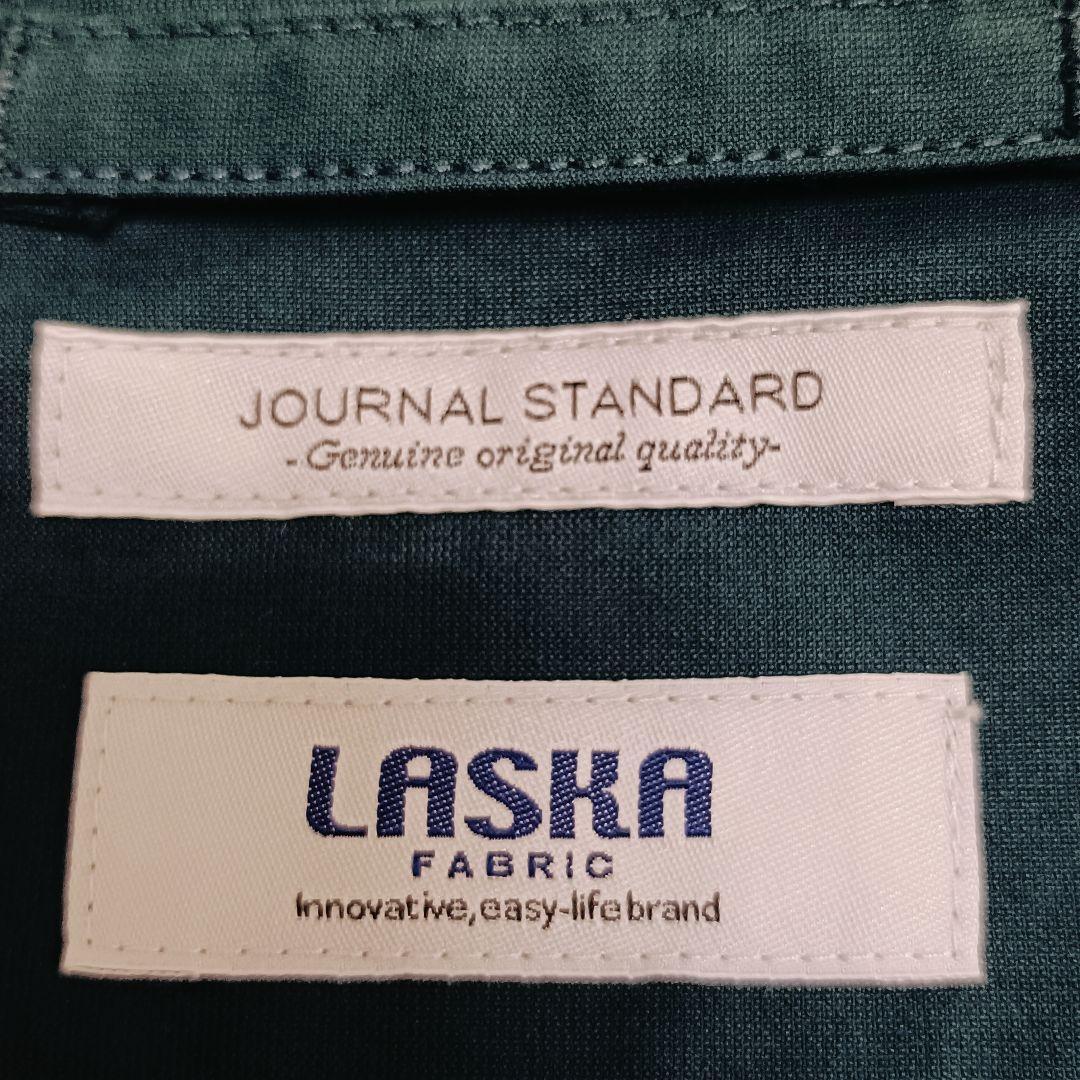 JOURNAL STANDARD
-Genuine original quality-
LASKA
FABRIC
Innovative,easy-life brand